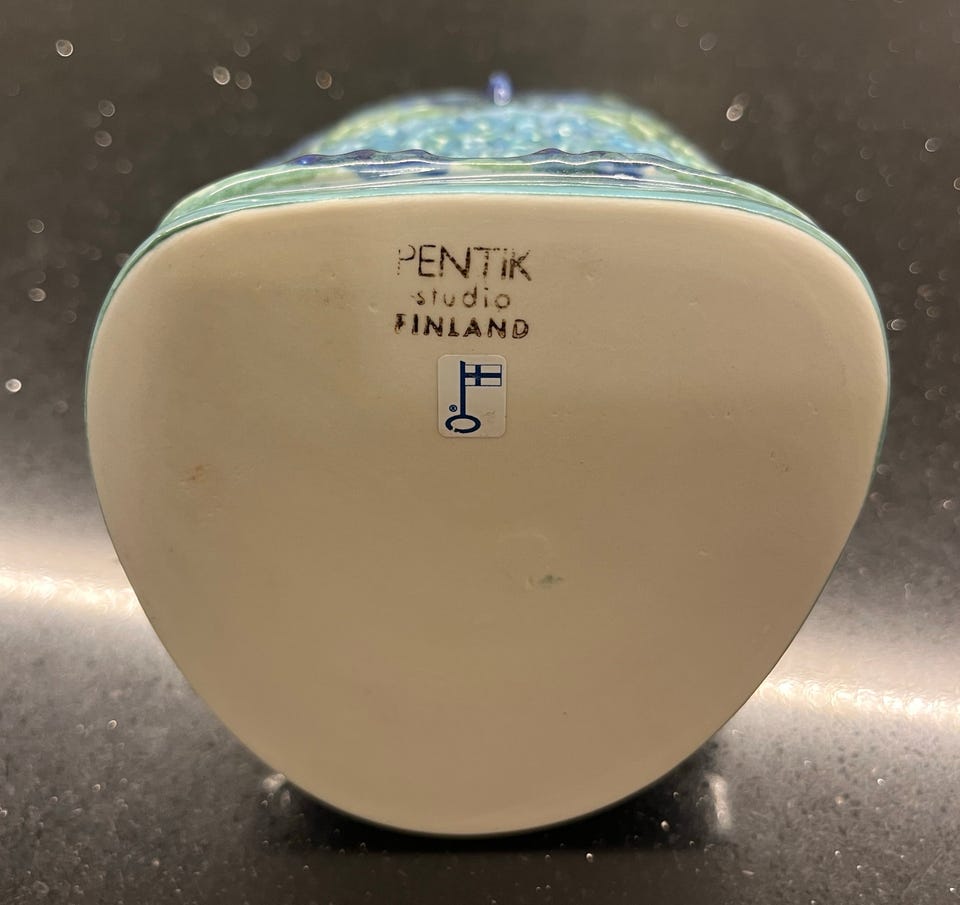 PENTIK
studio
FINLAND
®